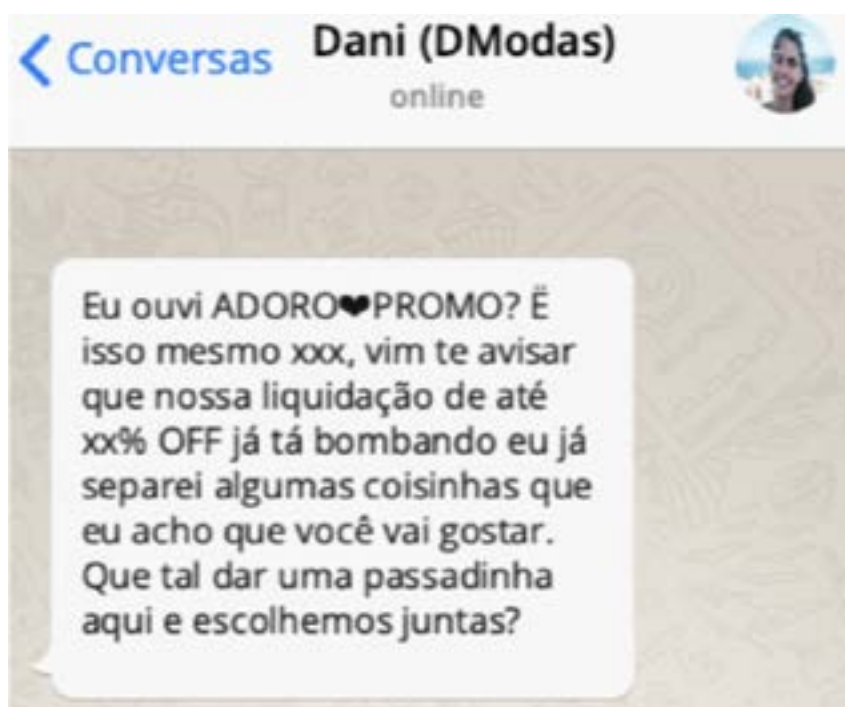 Conversas
Dani (DModas)
online
Eu ouvi ADORO❤PROMO? Ë
isso mesmo xxx, vim te avisar
que nossa liquidação de até
xx% OFF já tá bombando eu já
separei algumas coisinhas que
eu acho que você vai gostar.
Que tal dar uma passadinha
aqui e escolhemos juntas?